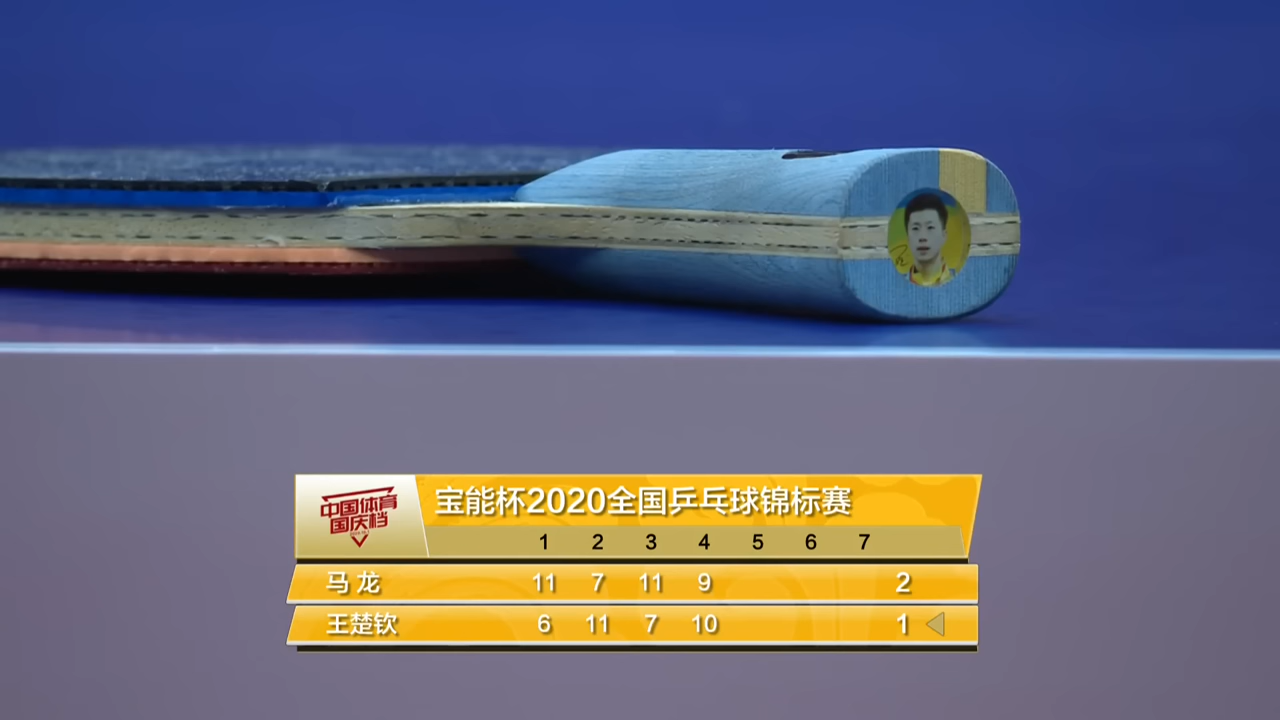 中国体育
国庆档
宝能杯2020全国乒乓球锦标赛
1 2 3 4 5 6 7
马龙 11 7 11 9 2
王楚钦 6 11 7 10 1